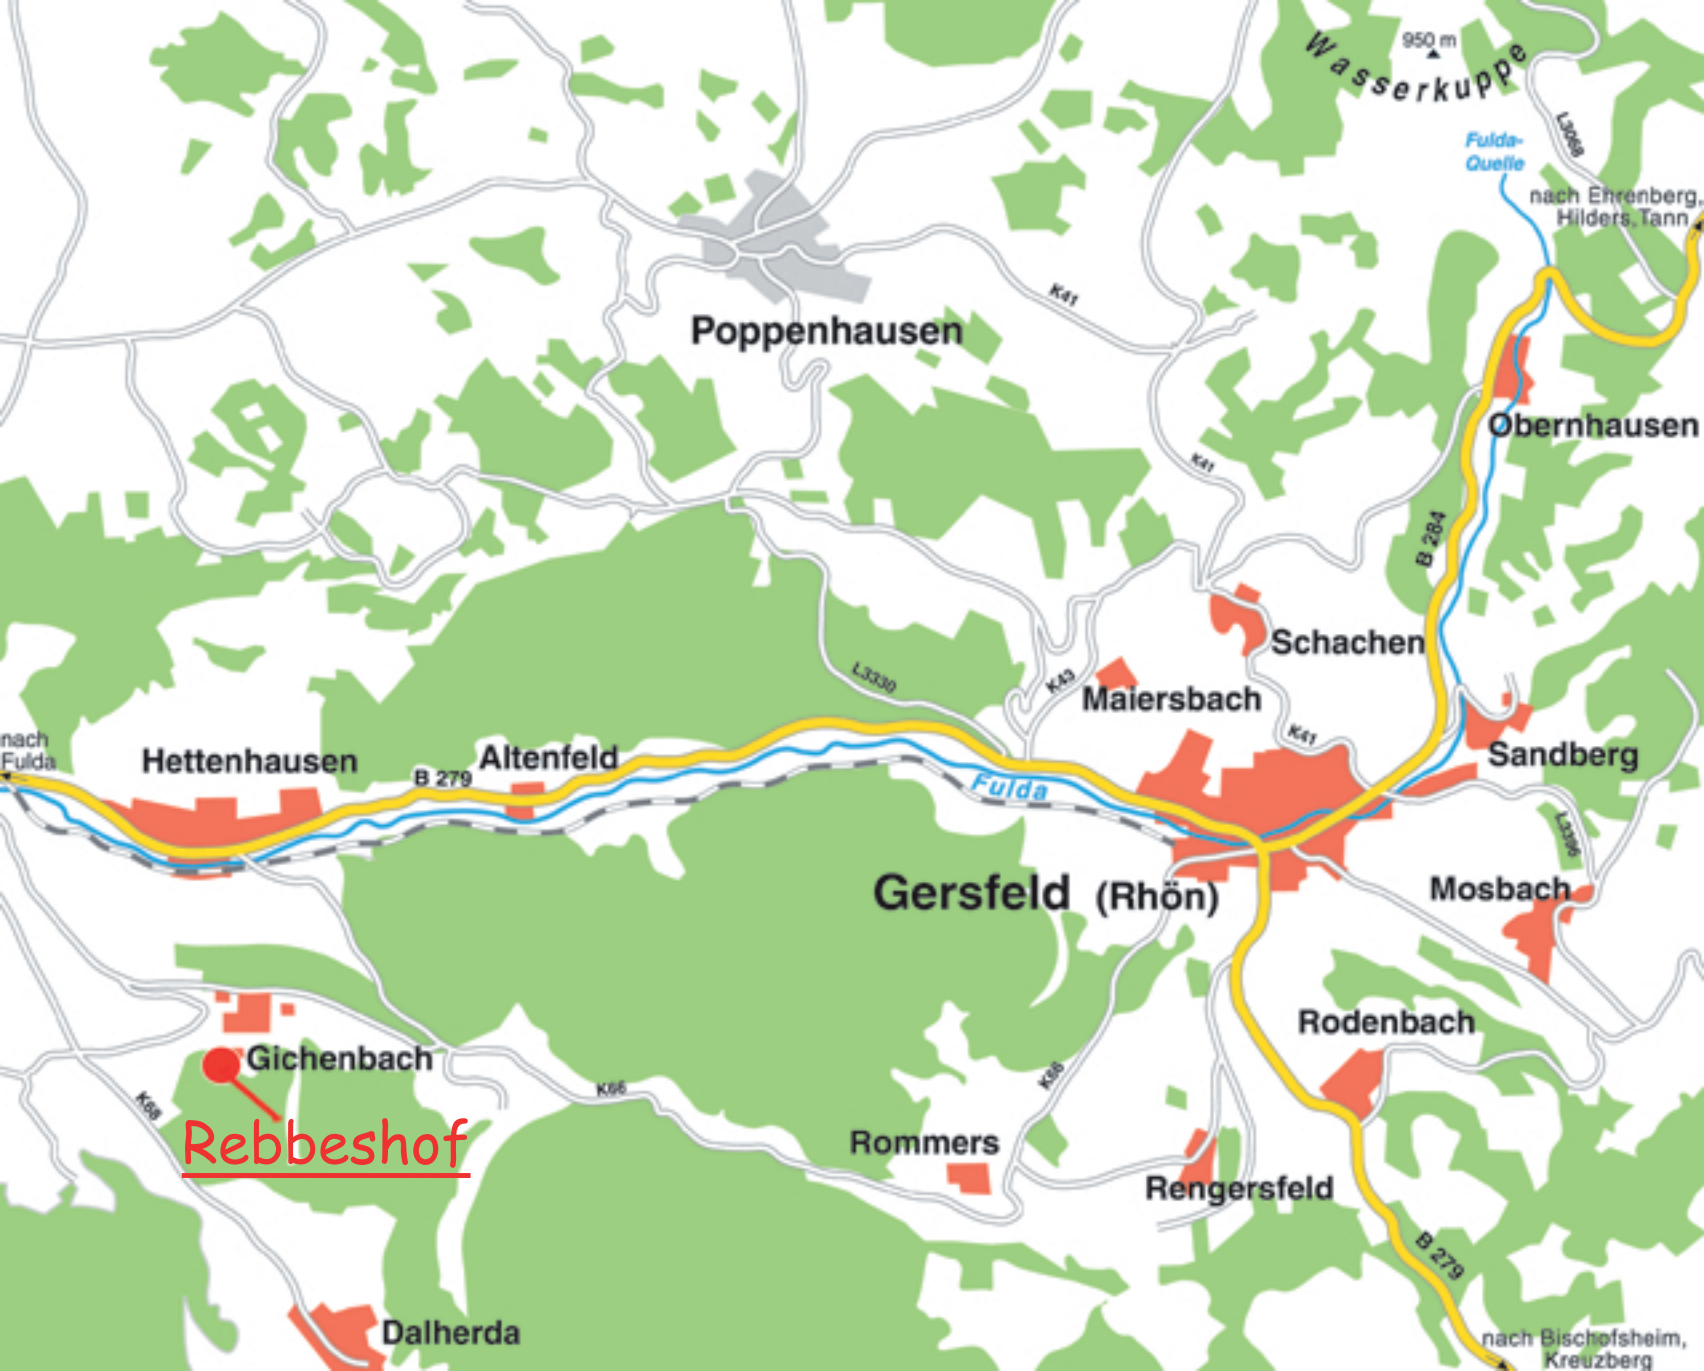 950 m
Wasserkuppe
L3068
Fulda-
Quelle
nach Ehrenberg,
Hilders,Tann
K41
Poppenhausen
Obernhausen
K41
B 284
Schachen
L3330
K43
Maiersbach
K41
nach
Fulda
Hettenhausen
Altenfeld
B 279
Sandberg
Fulda
L3396
Gersfeld (Rhön)
Mosbach
Rodenbach
Gichenbach
K66
K66
K68
Rebbeshof
Rommers
Rengersfeld
B 279
Dalherda
nach Bischofsheim,
Kreuzberg